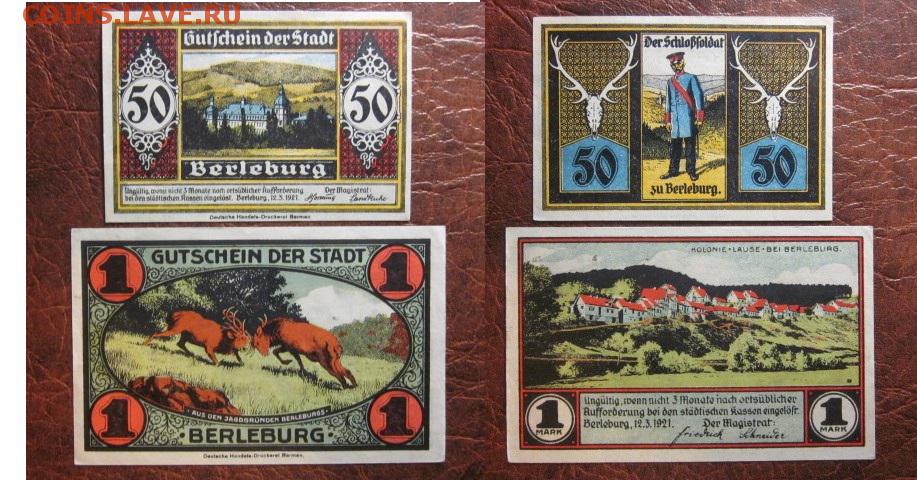 COINS.LAVE.RU
Gutschein der Stadt
50 50
Pfg Pfg
Berleburg
Ungültig, wenn nicht 3 Monate nach ortsüblicher Aufforderung
bei den städtischen Kassen eingelöst. Berleburg, 12.3.1921.
Der Magistrat:
Deutsche Handels-Druckerei Barmen.
Der Schloßsoldat
50 50
zu Berleburg.
1 1
GUTSCHEIN DER STADT
· AUS DEN JAGDGRÜNDEN BERLEBURGS ·
1 1
· BERLEBURG ·
Deutsche Handels-Druckerei Barmen.
KOLONIE · LAUSE · BEI BERLEBURG.
Ungültig, wenn nicht 3 Monate nach ortsüblicher
Aufforderung bei den städtischen Kassen eingelöst.
Berleburg, 12.3.1921. Der Magistrat:
Friedrich Schneider
1 MARK
1 MARK